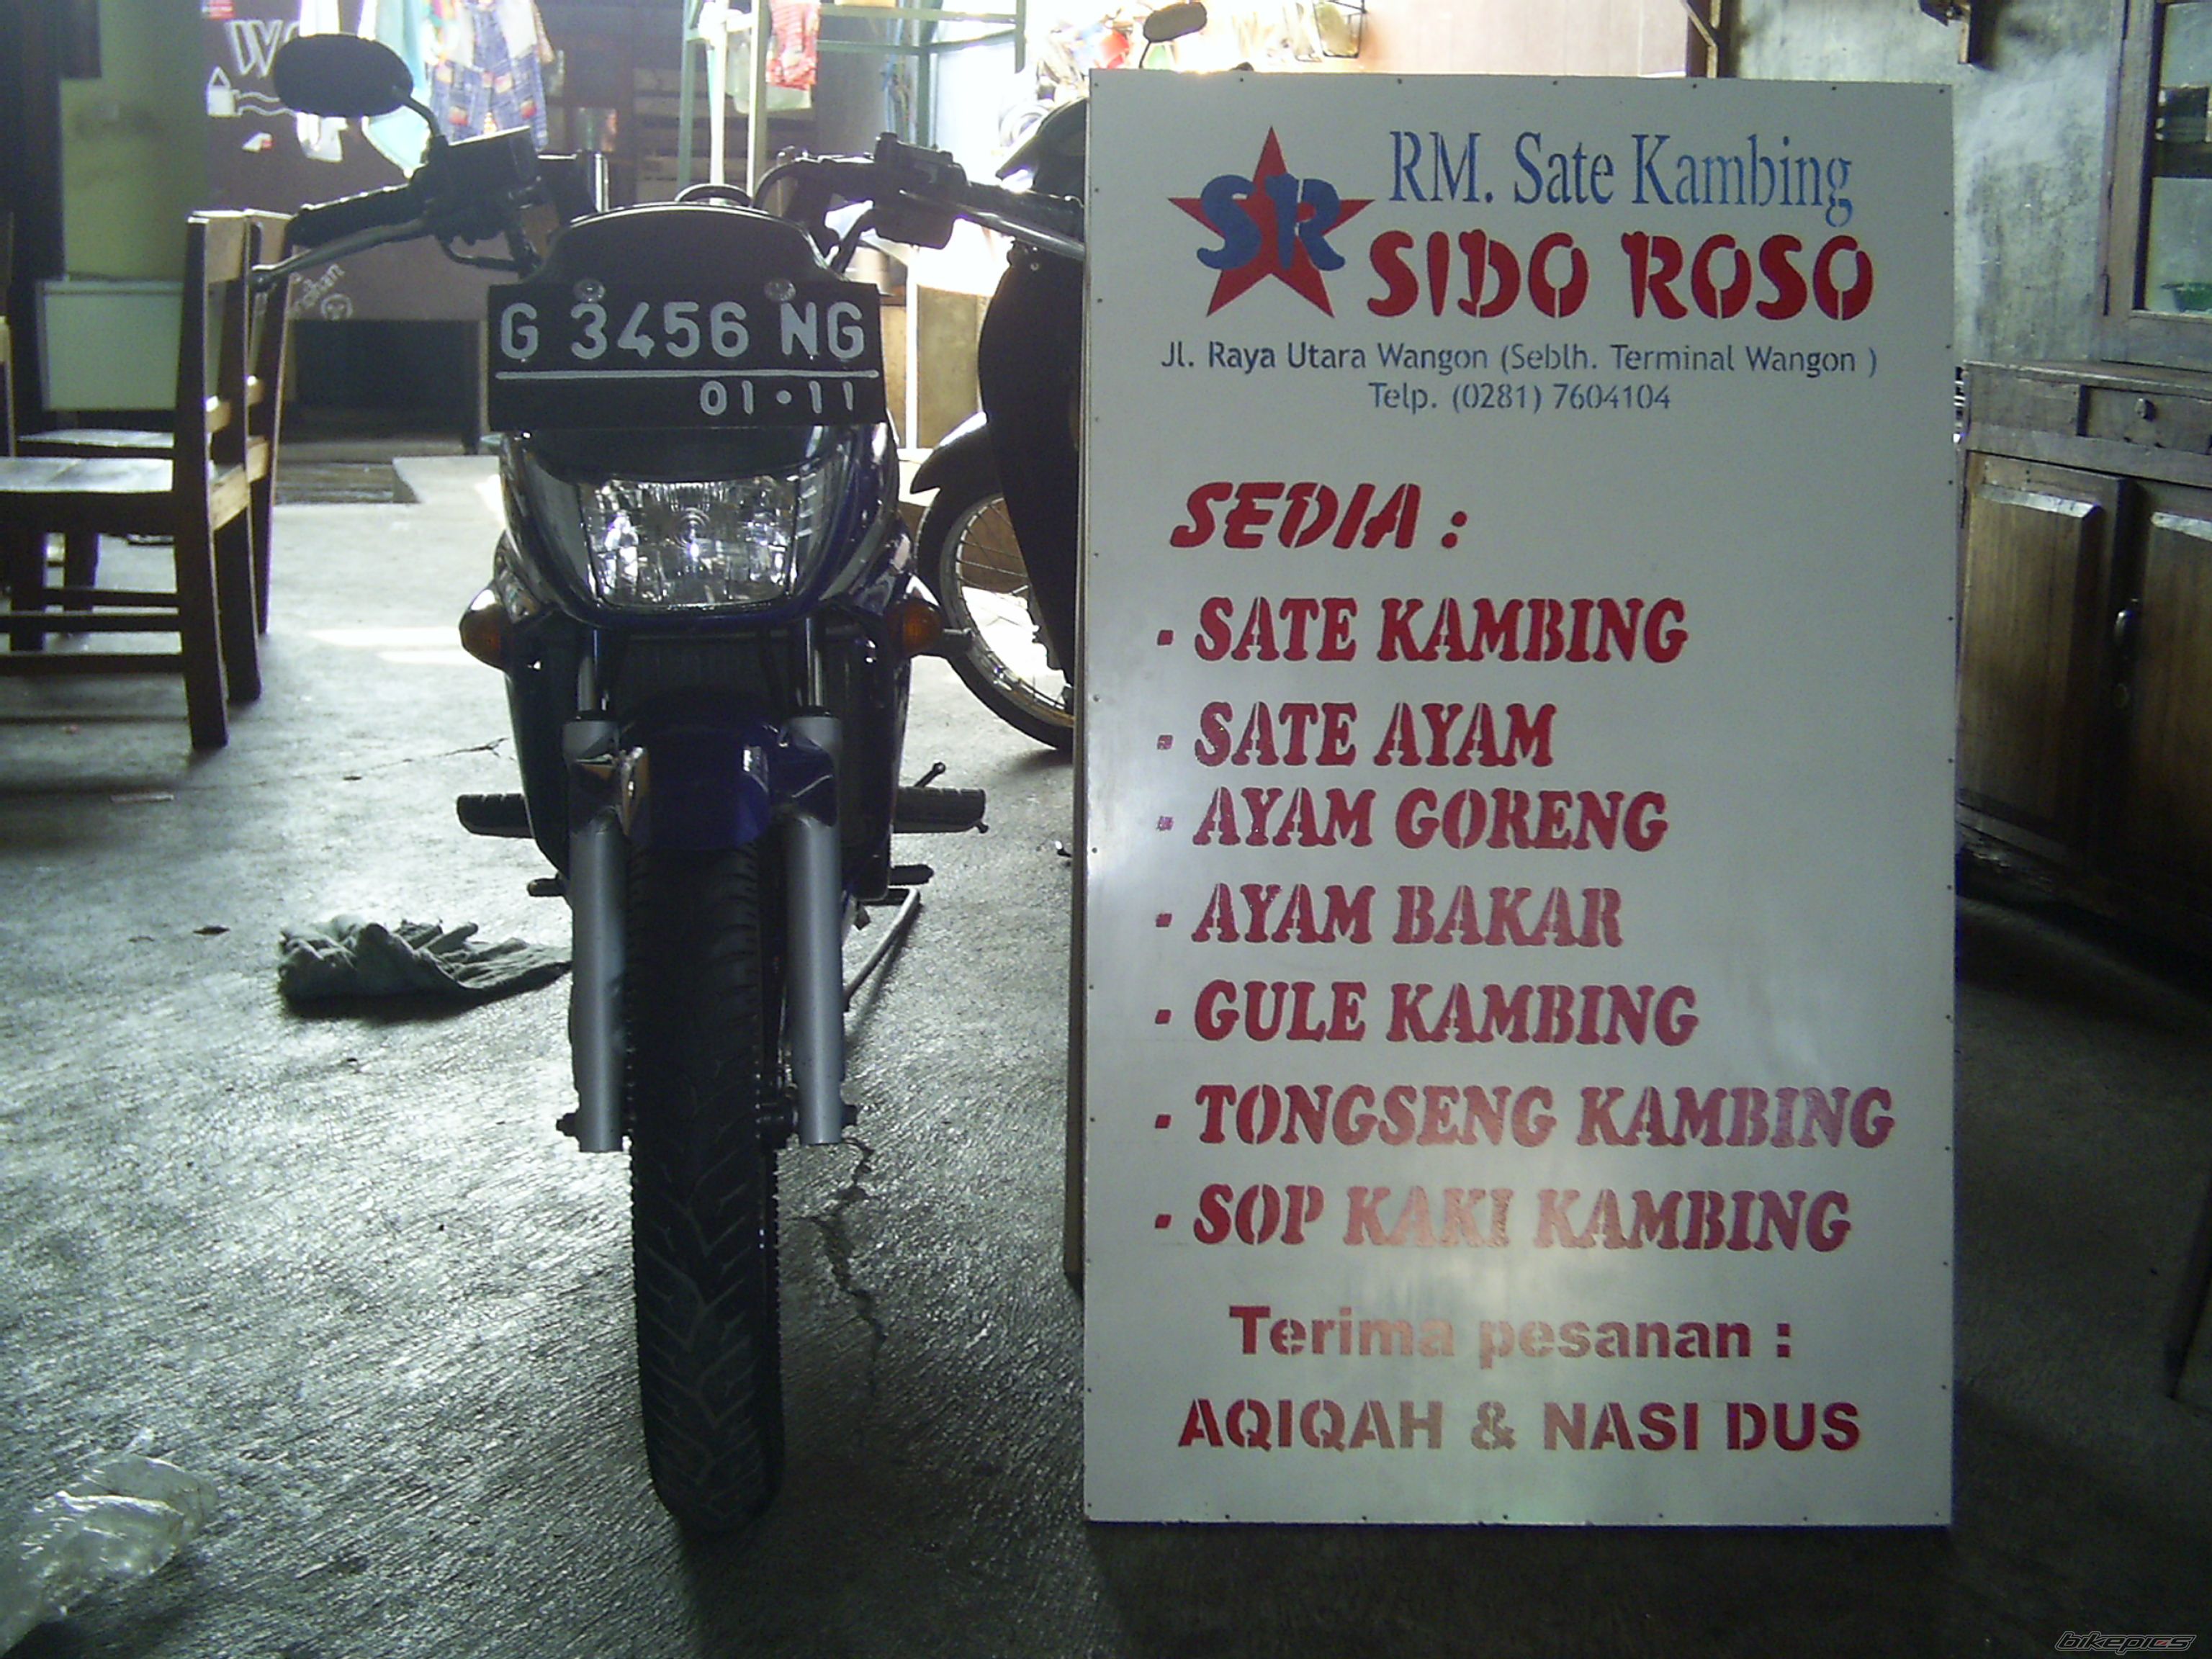 G 3456 NG
01·11
SR
RM. Sate Kambing
SIDO ROSO
Jl. Raya Utara Wangon (Seblh. Terminal Wangon )
Telp. (0281) 7604104
SEDIA :
- SATE KAMBING
- SATE AYAM
- AYAM GORENG
- AYAM BAKAR
- GULE KAMBING
- TONGSENG KAMBING
- SOP KAKI KAMBING
Terima pesanan :
AQIQAH & NASI DUS
bikepics